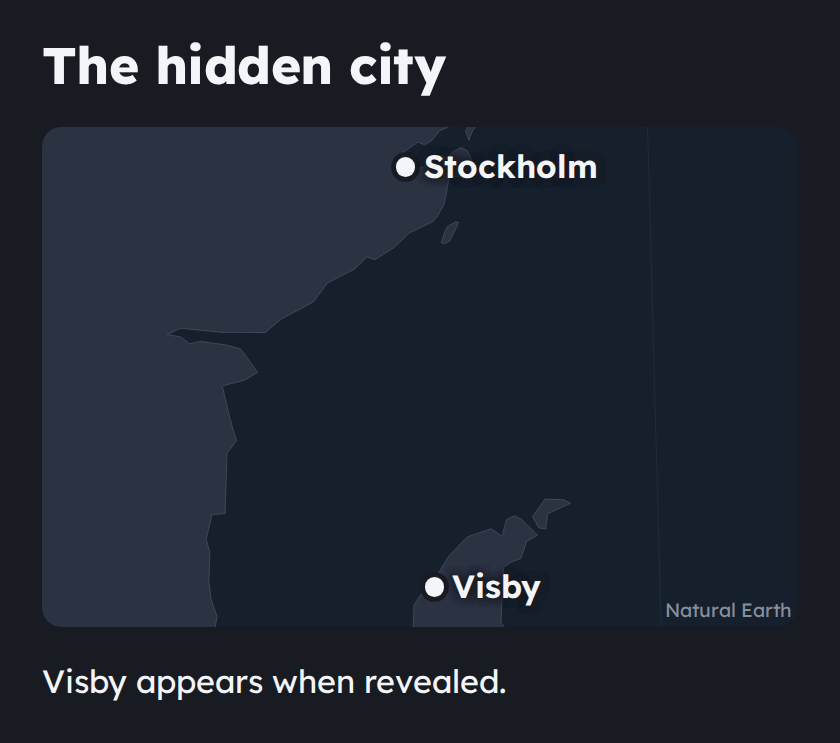 The hidden city
Stockholm
Visby
Natural Earth
Visby appears when revealed.